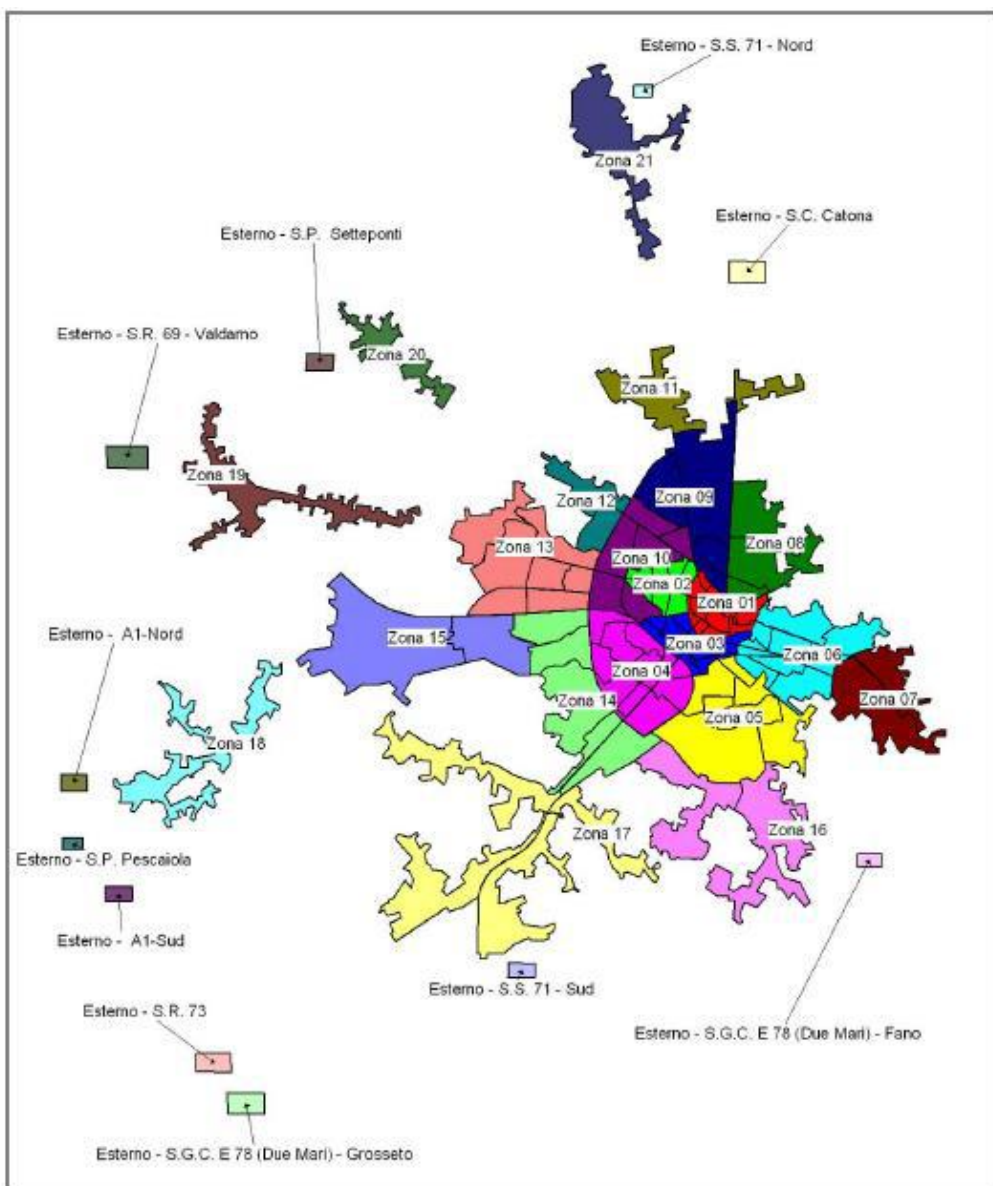 Esterno - S.S. 71 - Nord
Zona 21
Esterno - S.C. Catona
Esterno - S.P. Setteponti
Esterno - S.R. 69 - Valdarno
Zona 20
Zona 11
Zona 19
Zona 12
Zona 09
Zona 13
Zona 08
Zona 10
Zona 02
Zona 01
Esterno - A1-Nord
Zona 15
Zona 03
Zona 06
Zona 04
Zona 14
Zona 07
Zona 05
Zona 18
Zona 17
Zona 16
Esterno - S.P. Pescaiola
Esterno - A1-Sud
Esterno - S.S. 71 - Sud
Esterno - S.R. 73
Esterno - S.G.C. E 78 (Due Mari) - Fano
Esterno - S.G.C. E 78 (Due Mari) - Grosseto